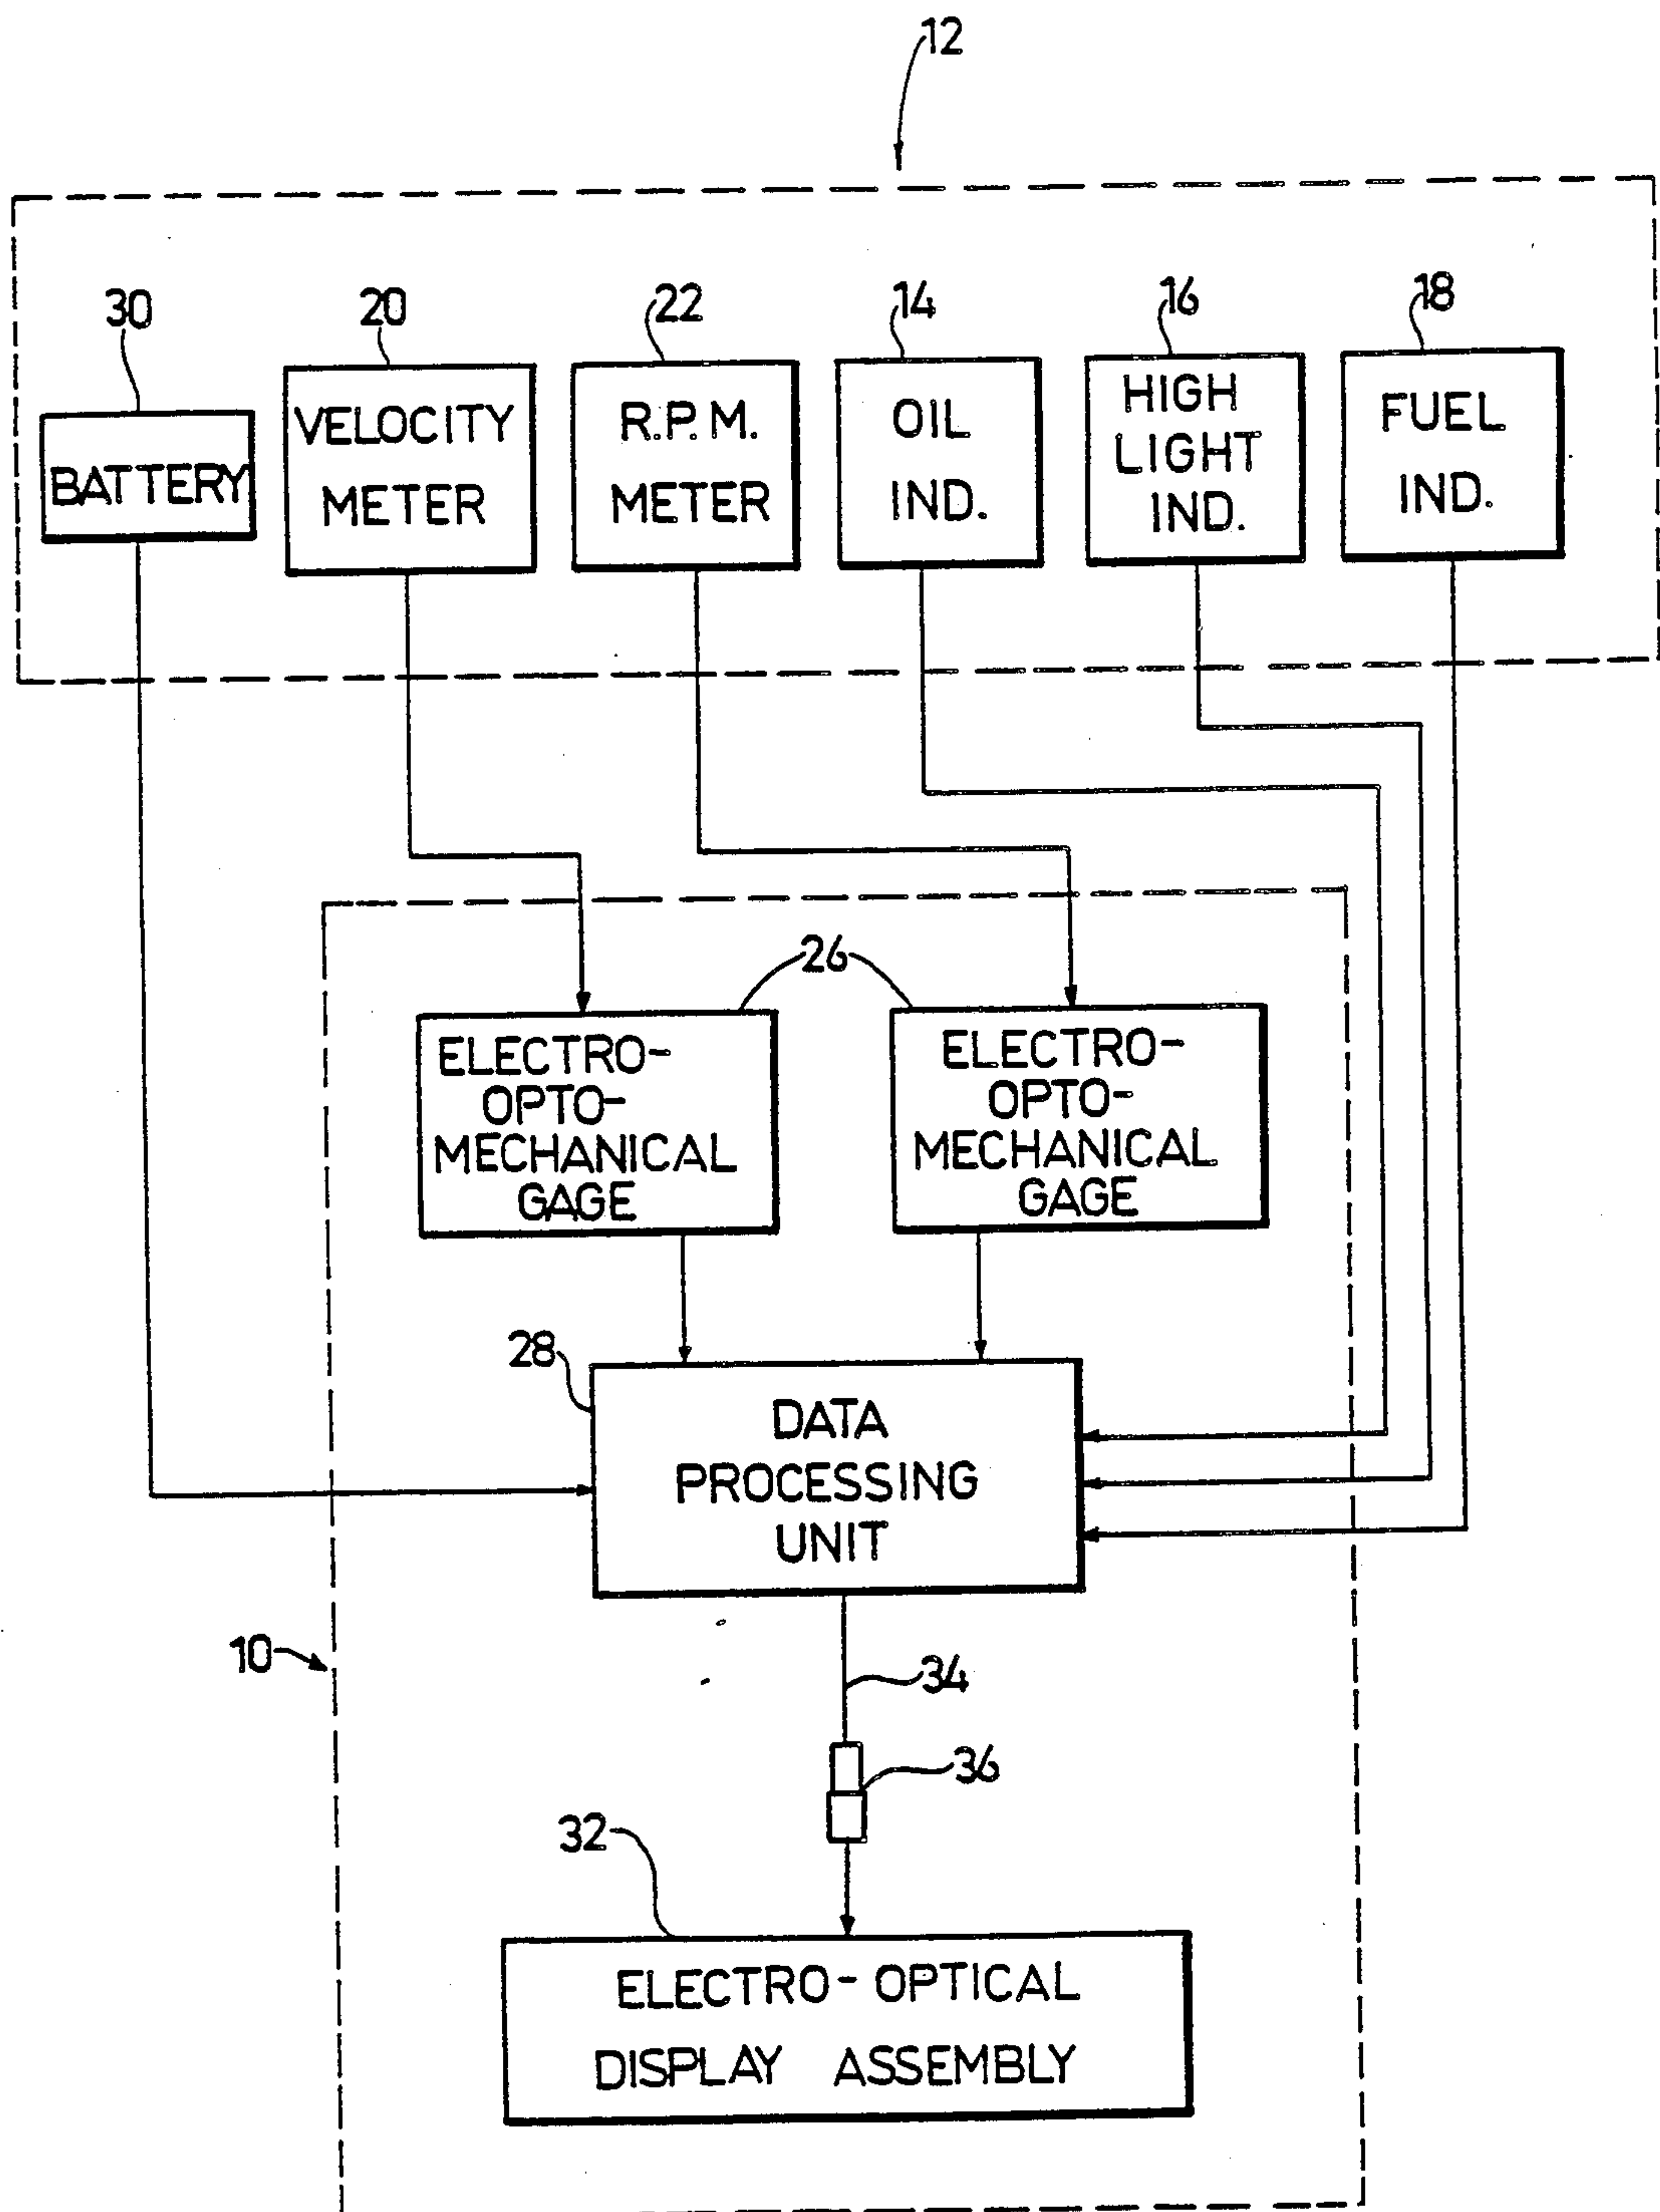 12
30
20
22
14
16
18
BATTERY
VELOCITY
METER
R.P.M.
METER
OIL
IND.
HIGH
LIGHT
IND.
FUEL
IND.
26
ELECTRO-
OPTO-
MECHANICAL
GAGE
ELECTRO-
OPTO-
MECHANICAL
GAGE
28
DATA
PROCESSING
UNIT
10
34
36
32
ELECTRO-OPTICAL
DISPLAY ASSEMBLY